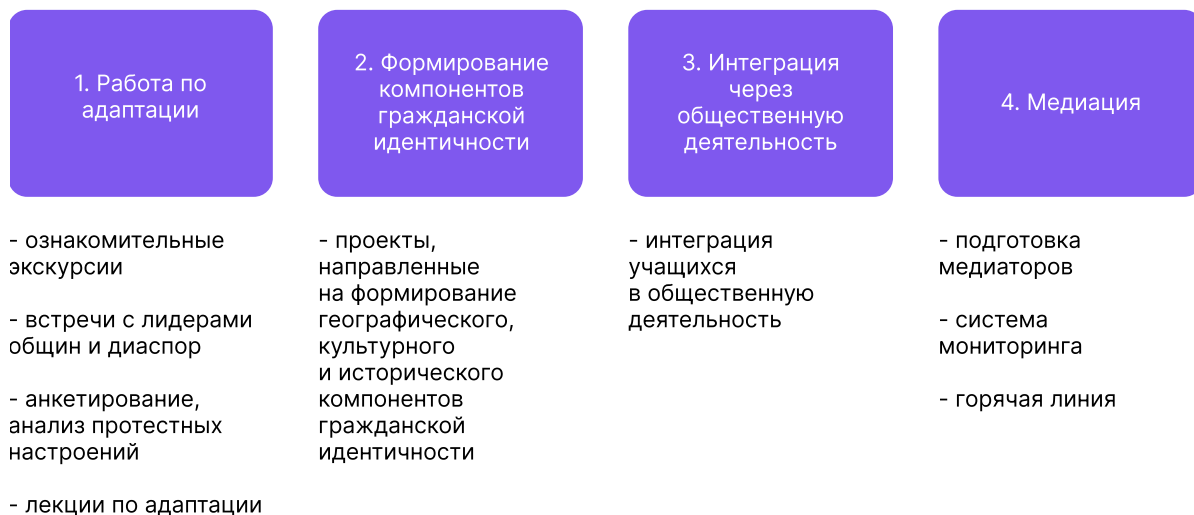 1. Работа по
адаптации
2. Формирование
компонентов
гражданской
идентичности
3. Интеграция
через
общественную
деятельность
4. Медиация
- ознакомительные
экскурсии
- встречи с лидерами
общин и диаспор
- анкетирование,
анализ протестных
настроений
- лекции по адаптации
- проекты,
направленные
на формирование
географического,
культурного
и исторического
компонентов
гражданской
идентичности
- интеграция
учащихся
в общественную
деятельность
- подготовка
медиаторов
- система
мониторинга
- горячая линия